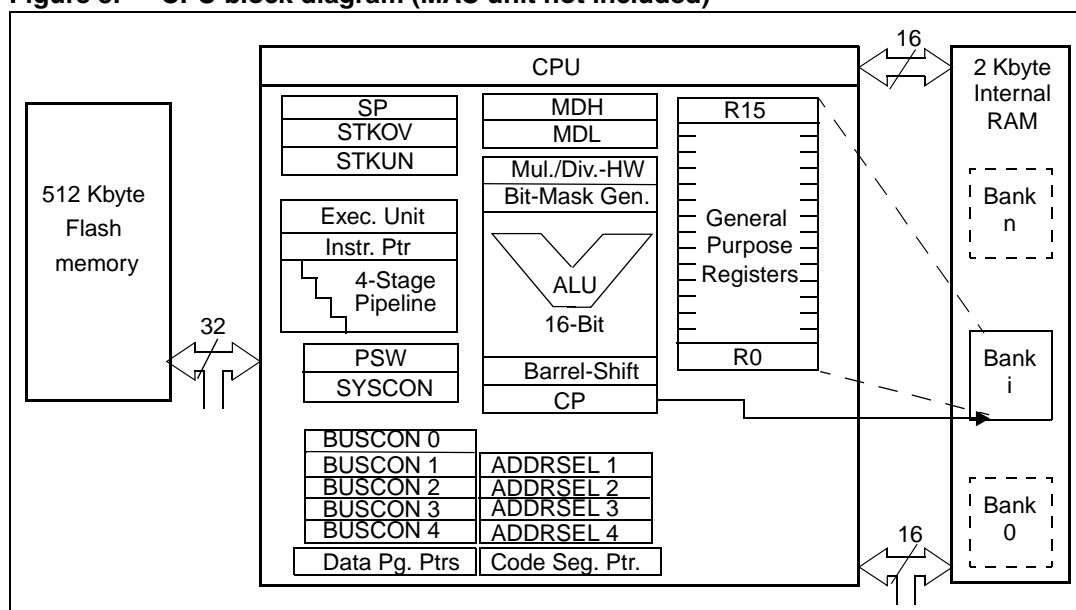 Figure 5. CPU block diagram (MAC unit not included)
16
CPU
2 Kbyte
Internal
RAM
SP
STKOV
STKUN
MDH
MDL
R15
512 Kbyte
Flash
memory
Mul./Div.-HW
Bit-Mask Gen.
Exec. Unit
Instr. Ptr
4-Stage
Pipeline
ALU
16-Bit
General
Purpose
Registers
Bank
n
32
PSW
SYSCON
Barrel-Shift
CP
R0
Bank
i
BUSCON 0
BUSCON 1
BUSCON 2
BUSCON 3
BUSCON 4
ADDRSEL 1
ADDRSEL 2
ADDRSEL 3
ADDRSEL 4
Data Pg. Ptrs
Code Seg. Ptr.
Bank
0
16